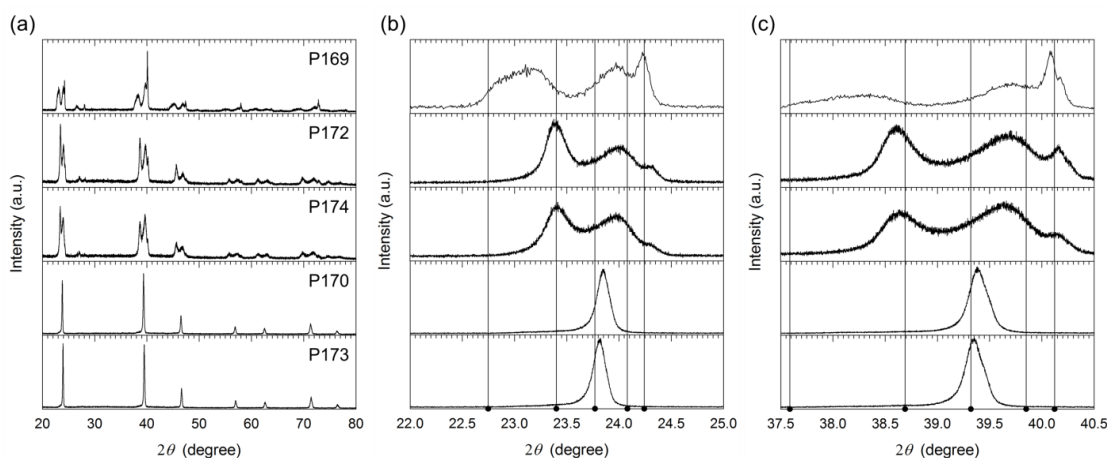 (a)
(b)
(c)
P169
P172
P174
P170
P173
Intensity (a.u.)
Intensity (a.u.)
Intensity (a.u.)
20 30 40 50 60 70 80
22.0 22.5 23.0 23.5 24.0 24.5 25.0
37.5 38.0 38.5 39.0 39.5 40.0 40.5
2θ (degree)
2θ (degree)
2θ (degree)